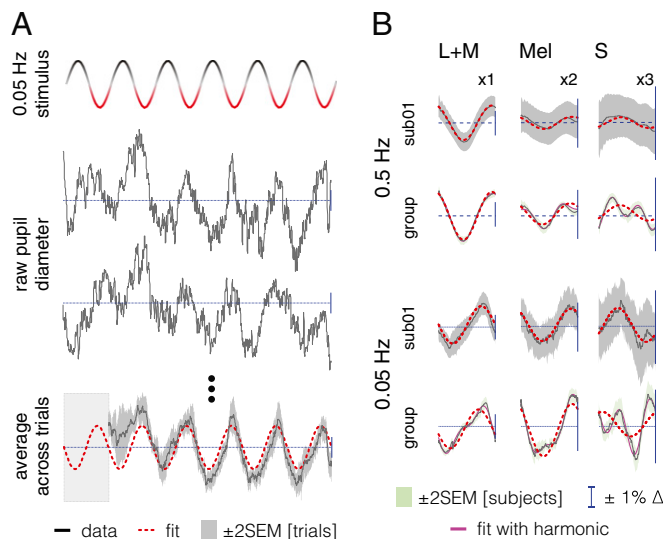 A
0.05 Hz
stimulus
raw pupil
diameter
average
across trials
data
fit
±2SEM [trials]
B
L+M
Mel
S
x1
x2
x3
0.5 Hz
sub01
group
0.05 Hz
sub01
group
±2SEM [subjects]
± 1% Δ
fit with harmonic